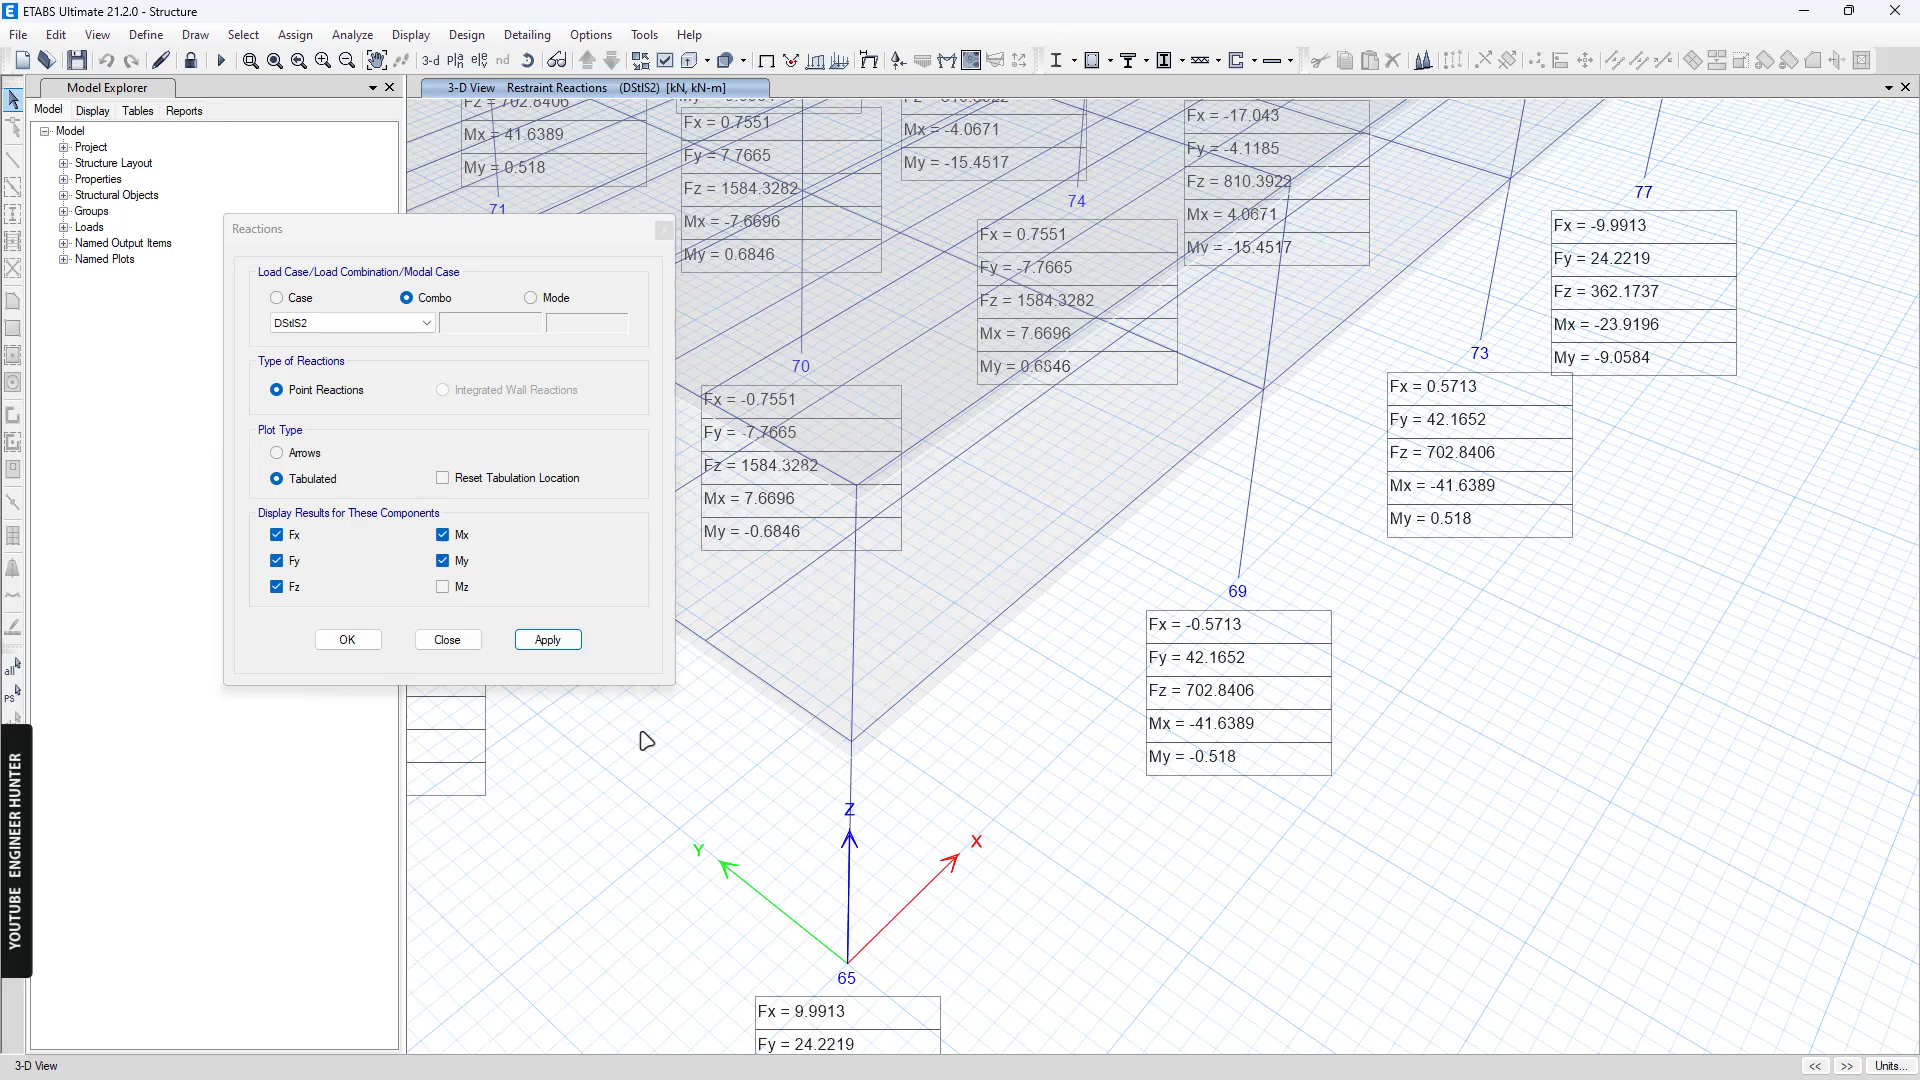 ETABS Ultimate 21.2.0 - Structure
File Edit View Define Draw Select Assign Analyze Display Design Detailing Options Tools Help
3-d nd
Model Explorer
3-D View Restraint Reactions (DStlS2) [kN, kN-m]
Model Display Tables Reports
Model
Project
Structure Layout
Properties
Structural Objects
Groups
Loads
Named Output Items
Named Plots
Reactions
Load Case/Load Combination/Modal Case
Case Combo Mode
DStlS2
Type of Reactions
Point Reactions Integrated Wall Reactions
Plot Type
Arrows
Tabulated Reset Tabulation Location
Display Results for These Components
Fx Mx
Fy My
Fz Mz
OK Close Apply
Fz = 702.8406
Mx = 41.6389
My = 0.518
71
Fx = 0.7551
Fy = 7.7665
Fz = 1584.3282
Mx = -7.6696
My = 0.6846
70
Fx = -0.7551
Fy = -7.7665
Fz = 1584.3282
Mx = 7.6696
My = -0.6846
Mx = -4.0671
My = -15.4517
74
Fx = 0.7551
Fy = -7.7665
Fz = 1584.3282
Mx = 7.6696
My = 0.6846
Fx = -17.043
Fy = -4.1185
Fz = 810.3922
Mx = 4.0671
My = -15.4517
77
Fx = -9.9913
Fy = 24.2219
Fz = 362.1737
Mx = -23.9196
My = -9.0584
73
Fx = 0.5713
Fy = 42.1652
Fz = 702.8406
Mx = -41.6389
My = 0.518
69
Fx = -0.5713
Fy = 42.1652
Fz = 702.8406
Mx = -41.6389
My = -0.518
Z
Y
X
65
Fx = 9.9913
Fy = 24.2219
all
PS
YOUTUBE ENGINEER HUNTER
3-D View
<< >> Units...